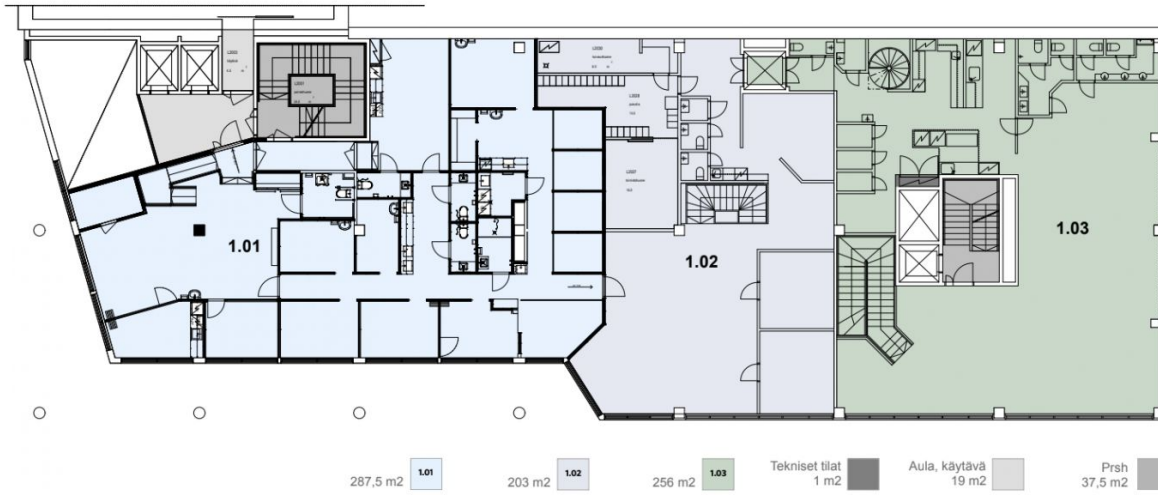 1.01
1.02
1.03
287,5 m2
1.01
203 m2
1.02
256 m2
1.03
Tekniset tilat
1 m2
Aula, käytävä
19 m2
Prsh
37,5 m2